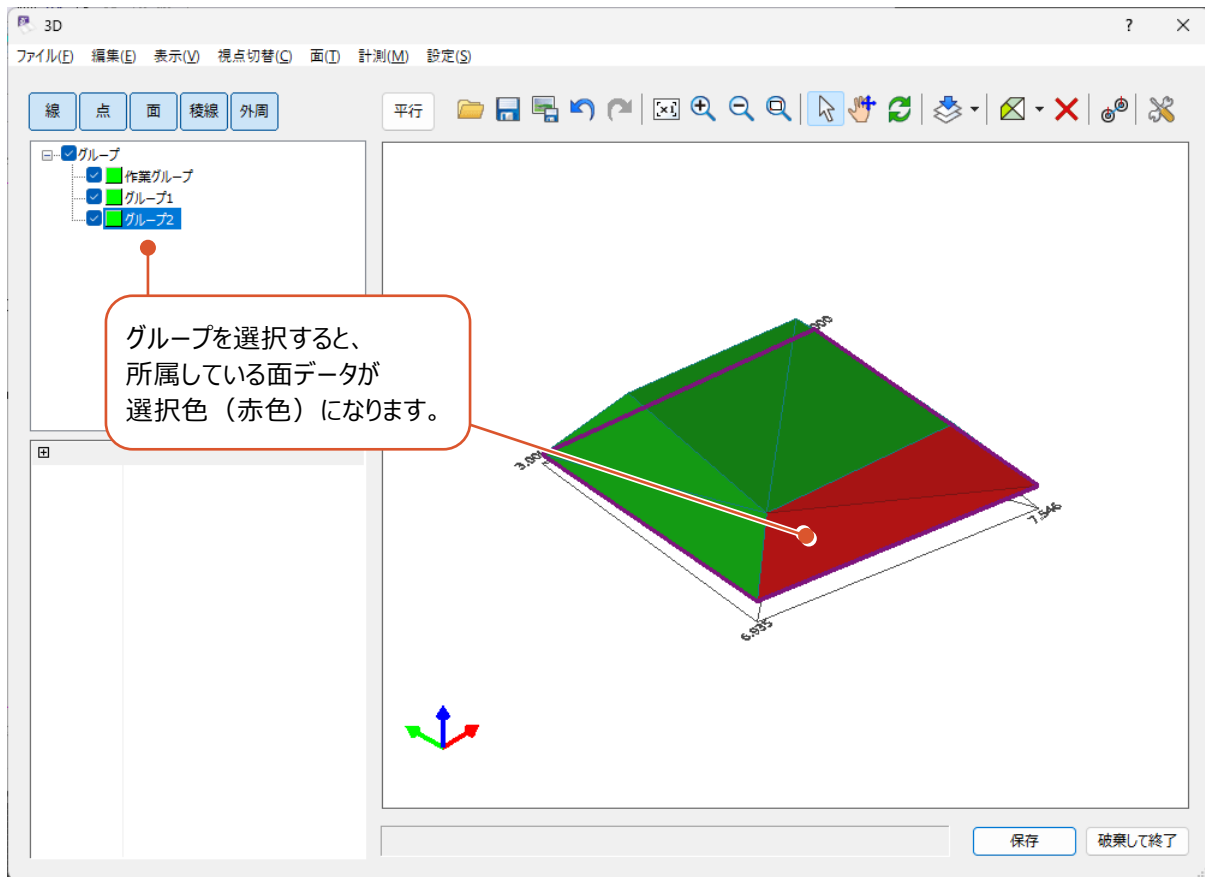 3D
?
ファイル(F) 編集(E) 表示(V) 視点切替(C) 面(T) 計測(M) 設定(S)
線 点 面 稜線 外周 平行
グループ
作業グループ
グループ1
グループ2
グループを選択すると、
所属している面データが
選択色（赤色）になります。
7.546
6.935
保存 破棄して終了